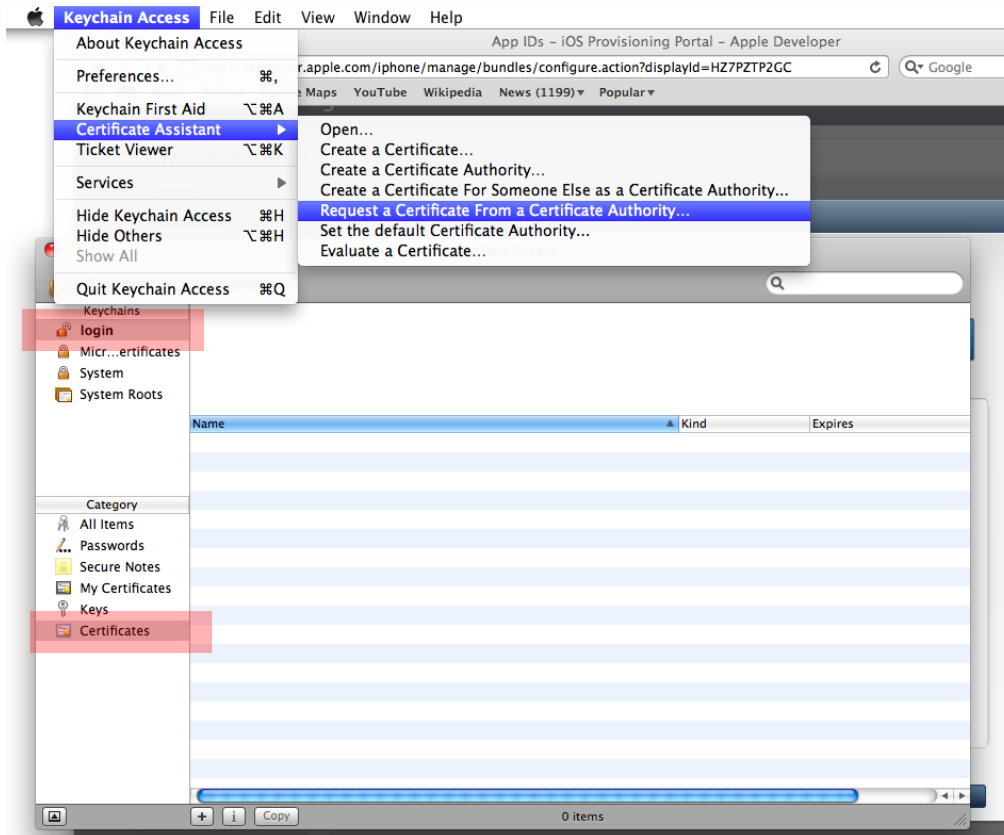 Keychain Access File Edit View Window Help
About Keychain Access
App IDs – iOS Provisioning Portal – Apple Developer
Preferences... ⌘,
r.apple.com/iphone/manage/bundles/configure.action?displayId=HZ7PZTP2GC
Google
Maps YouTube Wikipedia News (1199)▾ Popular▾
Keychain First Aid ⌥⌘A
Certificate Assistant ▶
Ticket Viewer ⌥⌘K
Services ▶
Hide Keychain Access ⌘H
Hide Others ⌥⌘H
Show All
Quit Keychain Access ⌘Q
Open...
Create a Certificate...
Create a Certificate Authority...
Create a Certificate For Someone Else as a Certificate Authority...
Request a Certificate From a Certificate Authority...
Set the default Certificate Authority...
Evaluate a Certificate...
Keychains
login
Micr...ertificates
System
System Roots
Name Kind Expires
Category
All Items
Passwords
Secure Notes
My Certificates
Keys
Certificates
+ i Copy 0 items